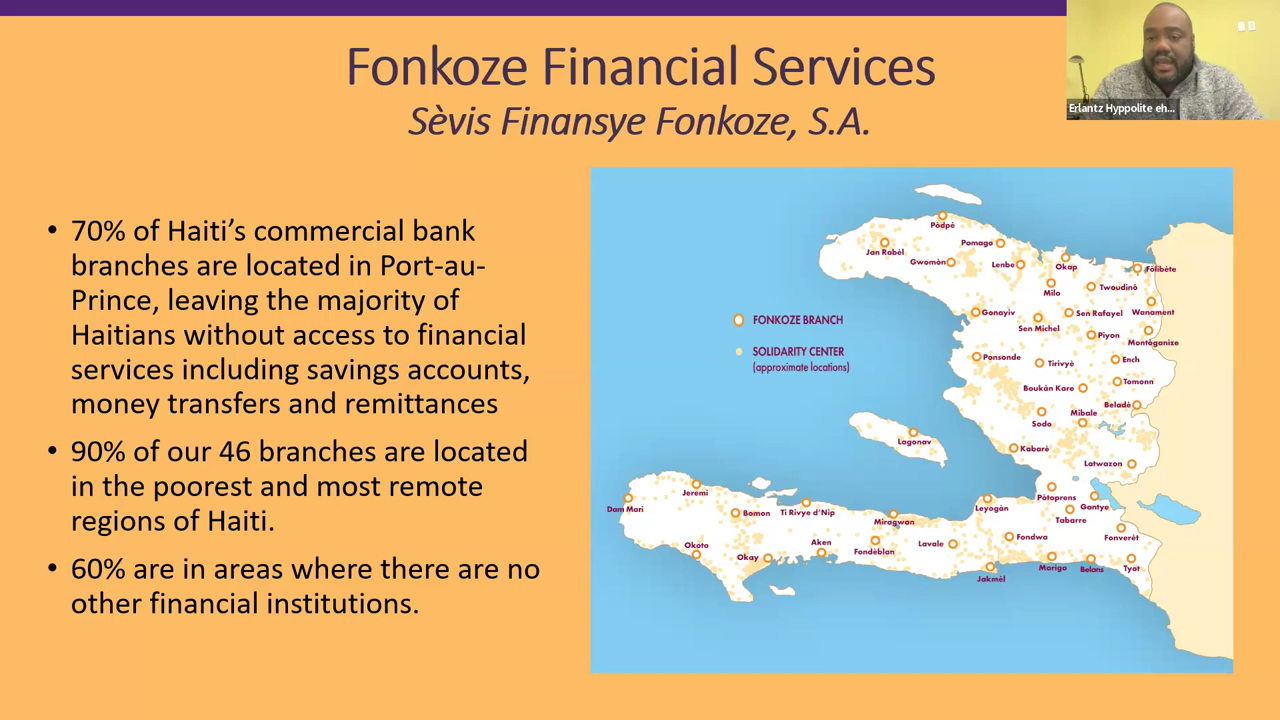 Fonkoze Financial Services
Sèvis Finansye Fonkoze, S.A.
Erlantz Hyppolite eh...
• 70% of Haiti’s commercial bank
branches are located in Port-au-
Prince, leaving the majority of
Haitians without access to financial
services including savings accounts,
money transfers and remittances
• 90% of our 46 branches are located
in the poorest and most remote
regions of Haiti.
• 60% are in areas where there are no
other financial institutions.
FONKOZE BRANCH
SOLIDARITY CENTER
(approximate locations)
Pòdpè
Jan Rabèl
Pomago
Gwomòn
Lenbe
Okap
Fòlibète
Milo
Twoudinò
Gonayiv
Sen Michel
Sen Rafayel
Wanament
Piyon
Montòganize
Ponsonde
Tirivyè
Ench
Boukàn Kare
Tomonn
Beladè
Sodo
Mibale
Lagonav
Kabarè
Latwazon
Jeremi
Dam Mari
Bomon
Ti Rivye d’Nip
Miragwan
Leyogàn
Pòtoprens
Gantye
Tabarre
Okoto
Okay
Aken
Fondèblan
Lavale
Fondwa
Fonverèt
Jakmèl
Marigo
Belans
Tyot